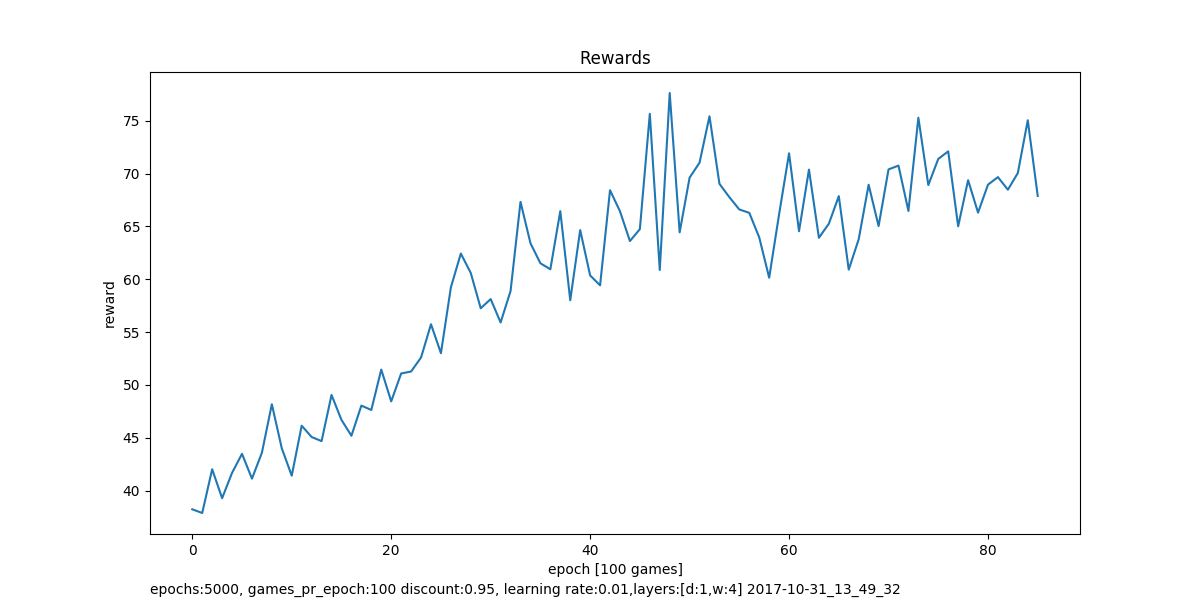 Rewards
75
70
65
60
55
50
45
40
reward
0 20 40 60 80
epoch [100 games]
epochs:5000, games_pr_epoch:100 discount:0.95, learning rate:0.01,layers:[d:1,w:4] 2017-10-31_13_49_32